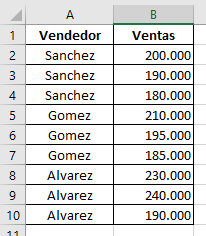 A B
1 Vendedor Ventas
2 Sanchez 200.000
3 Sanchez 190.000
4 Sanchez 180.000
5 Gomez 210.000
6 Gomez 195.000
7 Gomez 185.000
8 Alvarez 230.000
9 Alvarez 240.000
10 Alvarez 190.000
11